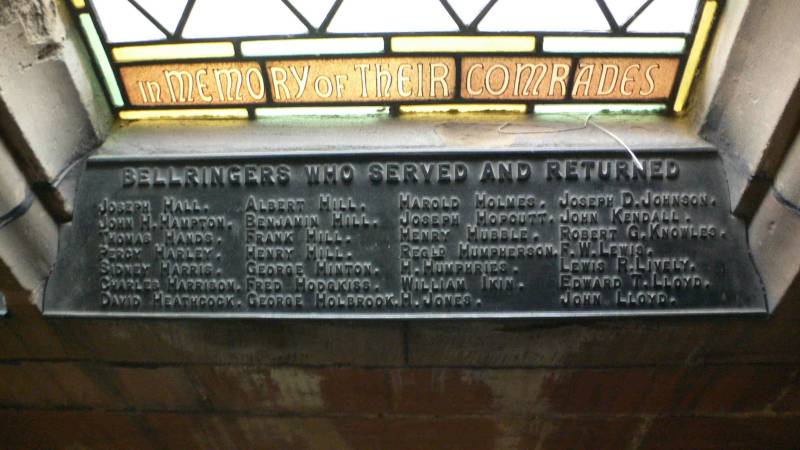 In MEMORY of THEIR COMRADES
BELLRINGERS WHO SERVED AND RETURNED
JOSEPH HALL. ALBERT HILL. HAROLD HOLMES. JOSEPH D. JOHNSON.
JOHN H. HAMPTON. BENJAMIN HILL. JOSEPH HOPCUTT. JOHN KENDALL.
THOMAS HANDS. FRANK HILL. HENRY HUBBLE. ROBERT G. KNOWLES.
PERCY HARLEY. HENRY HILL. REGLD HUMPHERSON. F. W. LEWIS.
SIDNEY HARRIS. GEORGE HINTON. H. HUMPHRIES. LEWIS R. LIVELY.
CHARLES HARRISON. FRED HODGKISS. WILLIAM IKIN. EDWARD T. LLOYD.
DAVID HEATHCOCK. GEORGE HOLBROOK. H. JONES. JOHN LLOYD.